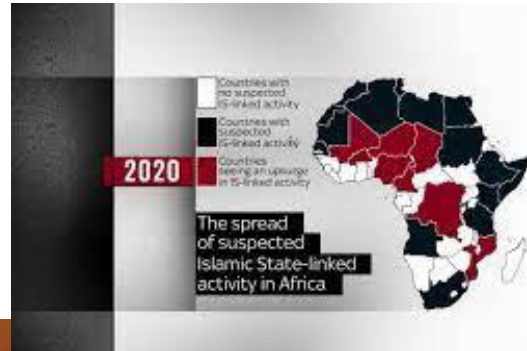 Countries with
no suspected
IS-linked activity
Countries with
suspected
IS-linked activity
2020
Countries
seeing an upsurge
in IS-linked activity
The spread
of suspected
Islamic State-linked
activity in Africa